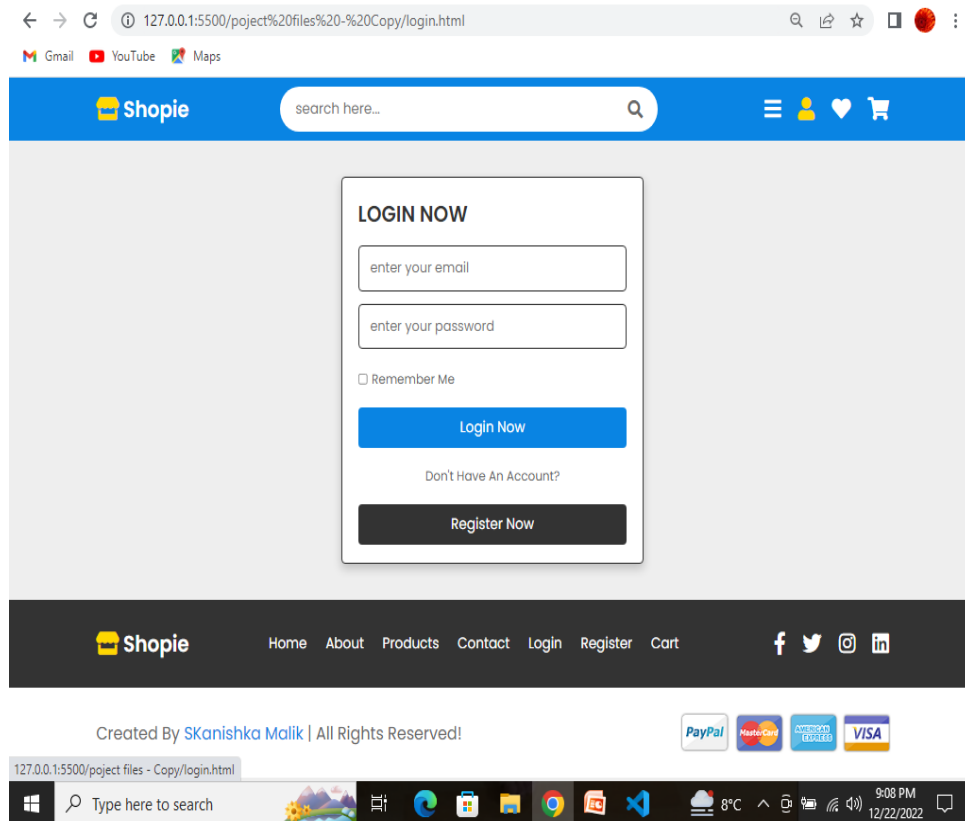 127.0.0.1:5500/poject%20files%20-%20Copy/login.html
Gmail YouTube Maps
Shopie search here...
LOGIN NOW
enter your email
enter your password
Remember Me
Login Now
Don't Have An Account?
Register Now
Shopie Home About Products Contact Login Register Cart
Created By SKanishka Malik | All Rights Reserved!
PayPal MasterCard AMERICAN EXPRESS VISA
127.0.0.1:5500/poject files - Copy/login.html
Type here to search 8°C 9:08 PM
12/22/2022